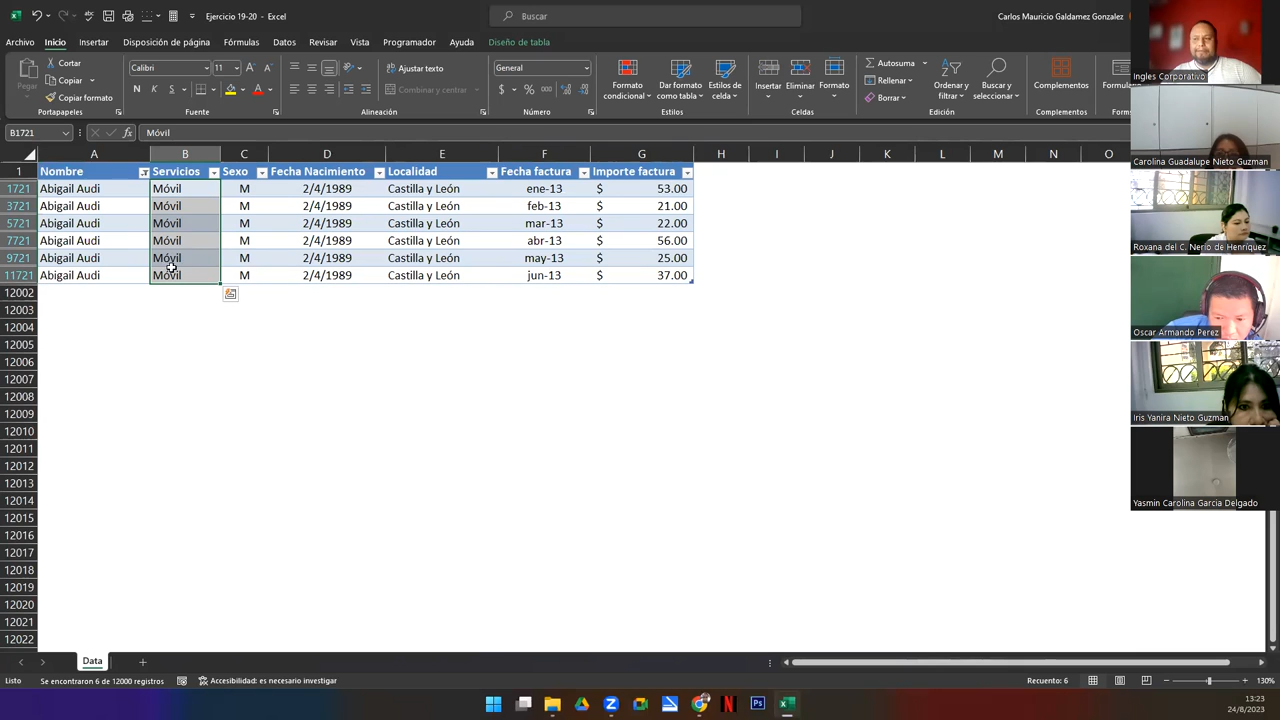 Ejercicio 19-20 - Excel
Buscar
Carlos Mauricio Galdamez Gonzalez
Archivo Inicio Insertar Disposición de página Fórmulas Datos Revisar Vista Programador Ayuda Diseño de tabla
Pegar
Cortar
Copiar
Copiar formato
Portapapeles
Calibri 11
N K S
Fuente
Ajustar texto
Combinar y centrar
Alineación
General
$ % 000
Número
Formato condicional
Dar formato como tabla
Estilos de celda
Estilos
Insertar Eliminar Formato
Celdas
Autosuma
Rellenar
Borrar
Ordenar y filtrar
Buscar y seleccionar
Edición
Complementos
Complementos
B1721
fx Móvil
A B C D E F G H I J K L M N O
1 Nombre Servicios Sexo Fecha Nacimiento Localidad Fecha factura Importe factura
1721 Abigail Audi Móvil M 2/4/1989 Castilla y León ene-13 $ 53.00
3721 Abigail Audi Móvil M 2/4/1989 Castilla y León feb-13 $ 21.00
5721 Abigail Audi Móvil M 2/4/1989 Castilla y León mar-13 $ 22.00
7721 Abigail Audi Móvil M 2/4/1989 Castilla y León abr-13 $ 56.00
9721 Abigail Audi Móvil M 2/4/1989 Castilla y León may-13 $ 25.00
11721 Abigail Audi Móvil M 2/4/1989 Castilla y León jun-13 $ 37.00
12002
12003
12004
12005
12006
12007
12008
12009
12010
12011
12012
12013
12014
12015
12016
12017
12018
12019
12020
12021
12022
Data
Listo
Se encontraron 6 de 12000 registros
Accesibilidad: es necesario investigar
Recuento: 6
130%
13:23
24/8/2023
Ingles Corporativo
Carolina Guadalupe Nieto Guzman
Roxana del C. Nerio de Henríquez
Oscar Armando Perez
Iris Yanira Nieto Guzman
Yasmin Carolina Garcia Delgado